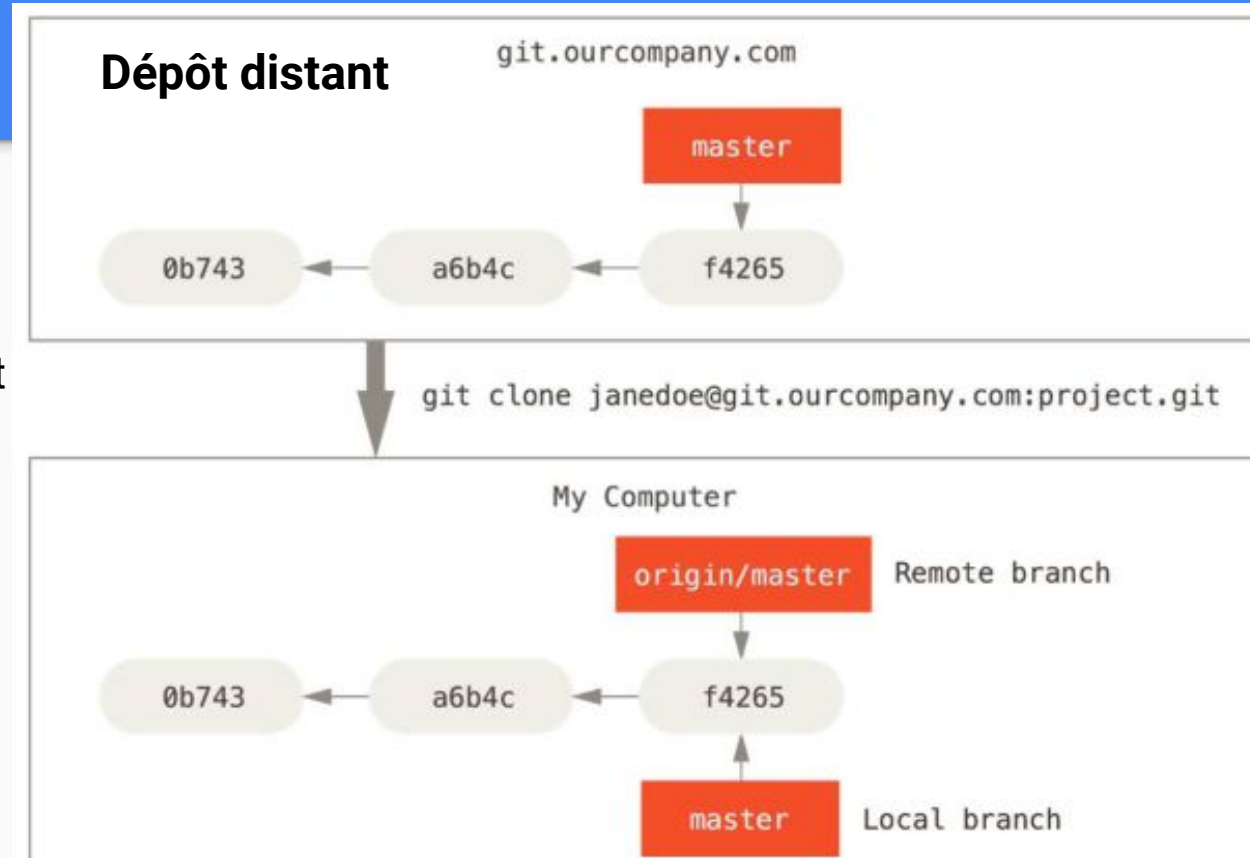 Dépôt distant
git.ourcompany.com
master
0b743
a6b4c
f4265
t
git clone janedoe@git.ourcompany.com:project.git
My Computer
origin/master
Remote branch
0b743
a6b4c
f4265
master
Local branch